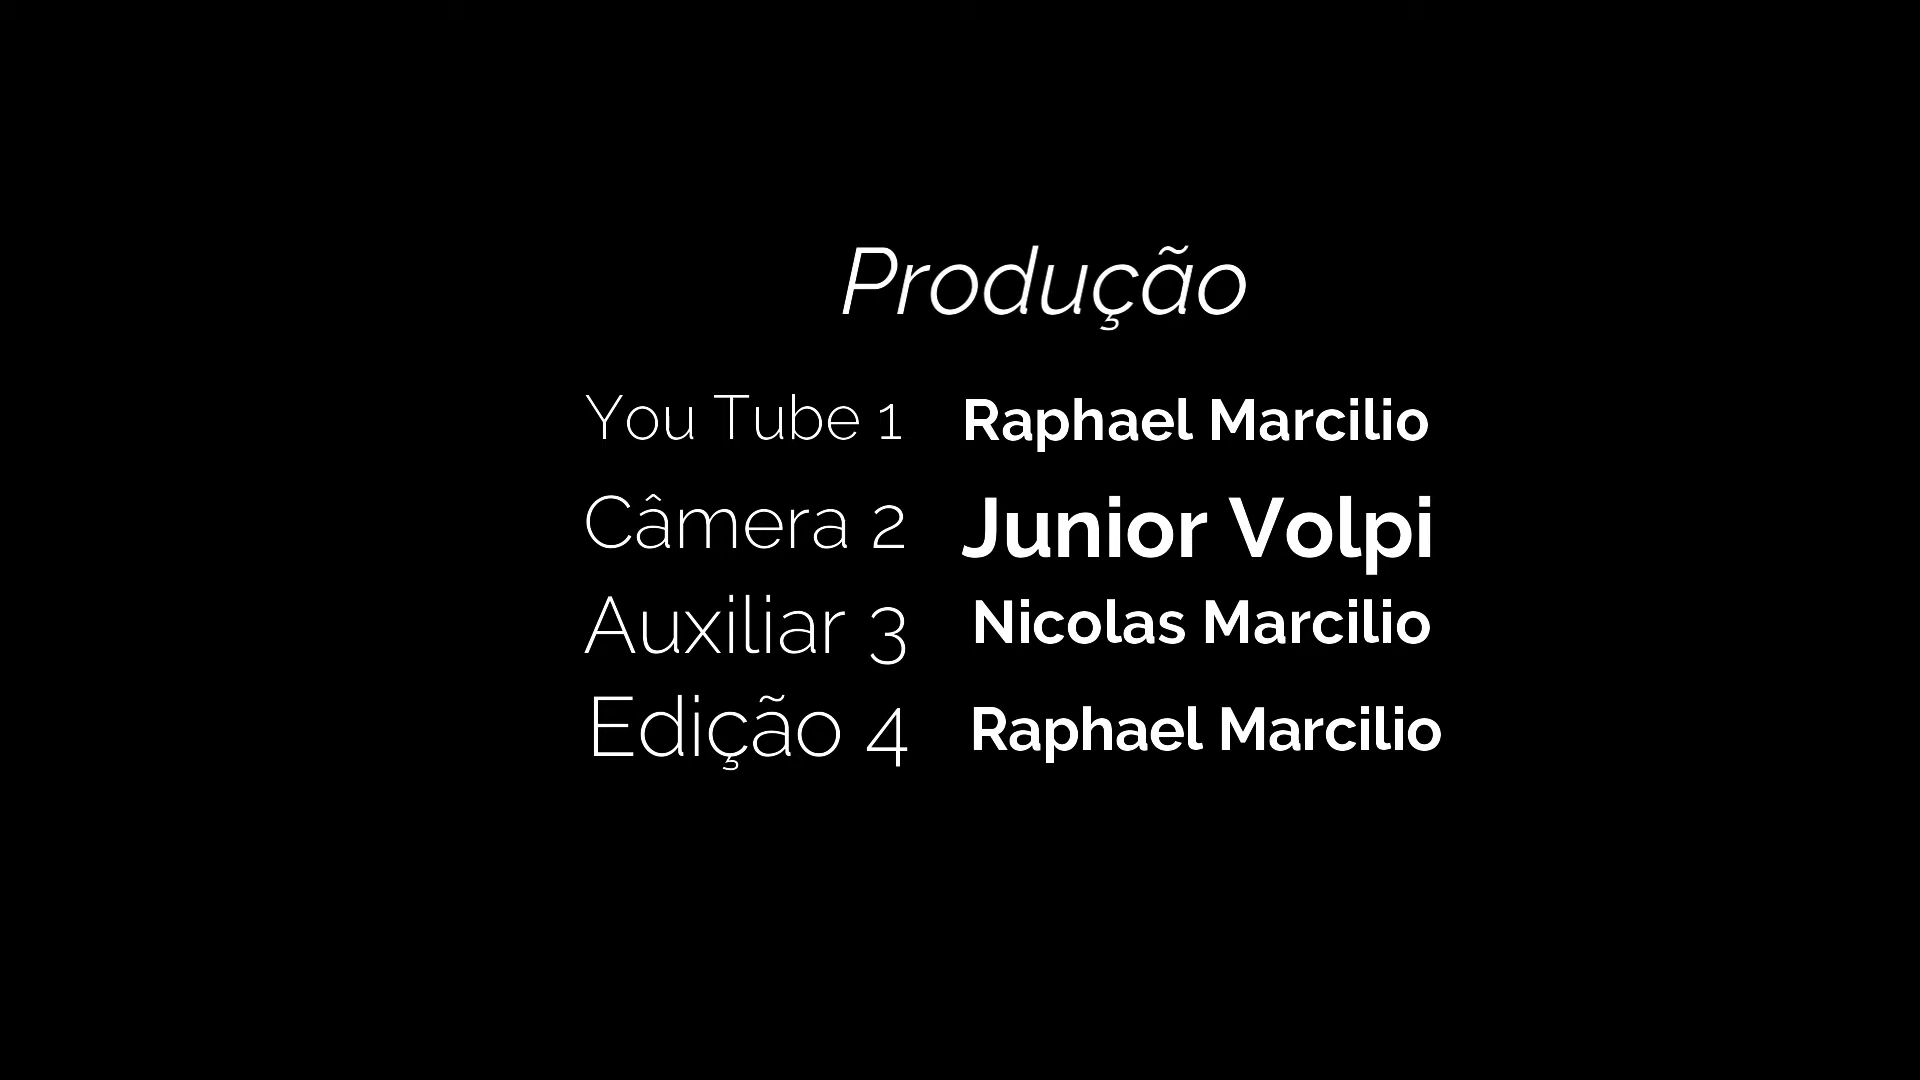 Produção
You Tube 1 Raphael Marcilio
Câmera 2 Junior Volpi
Auxiliar 3 Nicolas Marcilio
Edição 4 Raphael Marcilio